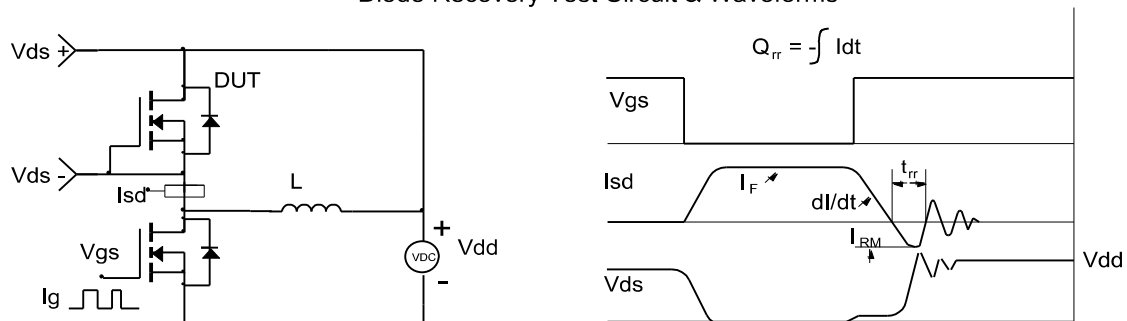 Diode Recovery Test Circuit & Waveforms
Vds +
DUT
Vds -
Isd
L
Vgs
Ig
+
VDC
-
Vdd
Qrr = -∫ Idt
Vgs
Isd
IF
dI/dt
trr
IRM
Vds
Vdd